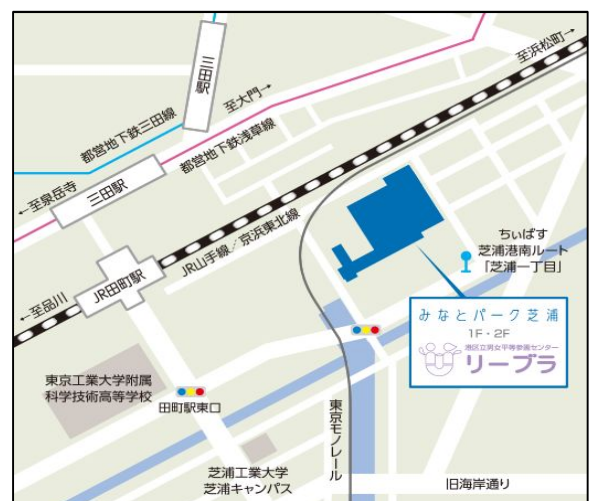 至浜松町→
三田駅
至大門→
都営地下鉄三田線
都営地下鉄浅草線
←至泉岳寺
三田駅
JR山手線／京浜東北線
ちぃばす
芝浦港南ルート
「芝浦一丁目」
JR田町駅
←至品川
みなとパーク芝浦
1F・2F
港区立男女平等参画センター
リーブラ
東京工業大学附属
科学技術高等学校
田町駅東口
東京モノレール
芝浦工業大学
芝浦キャンパス
旧海岸通り